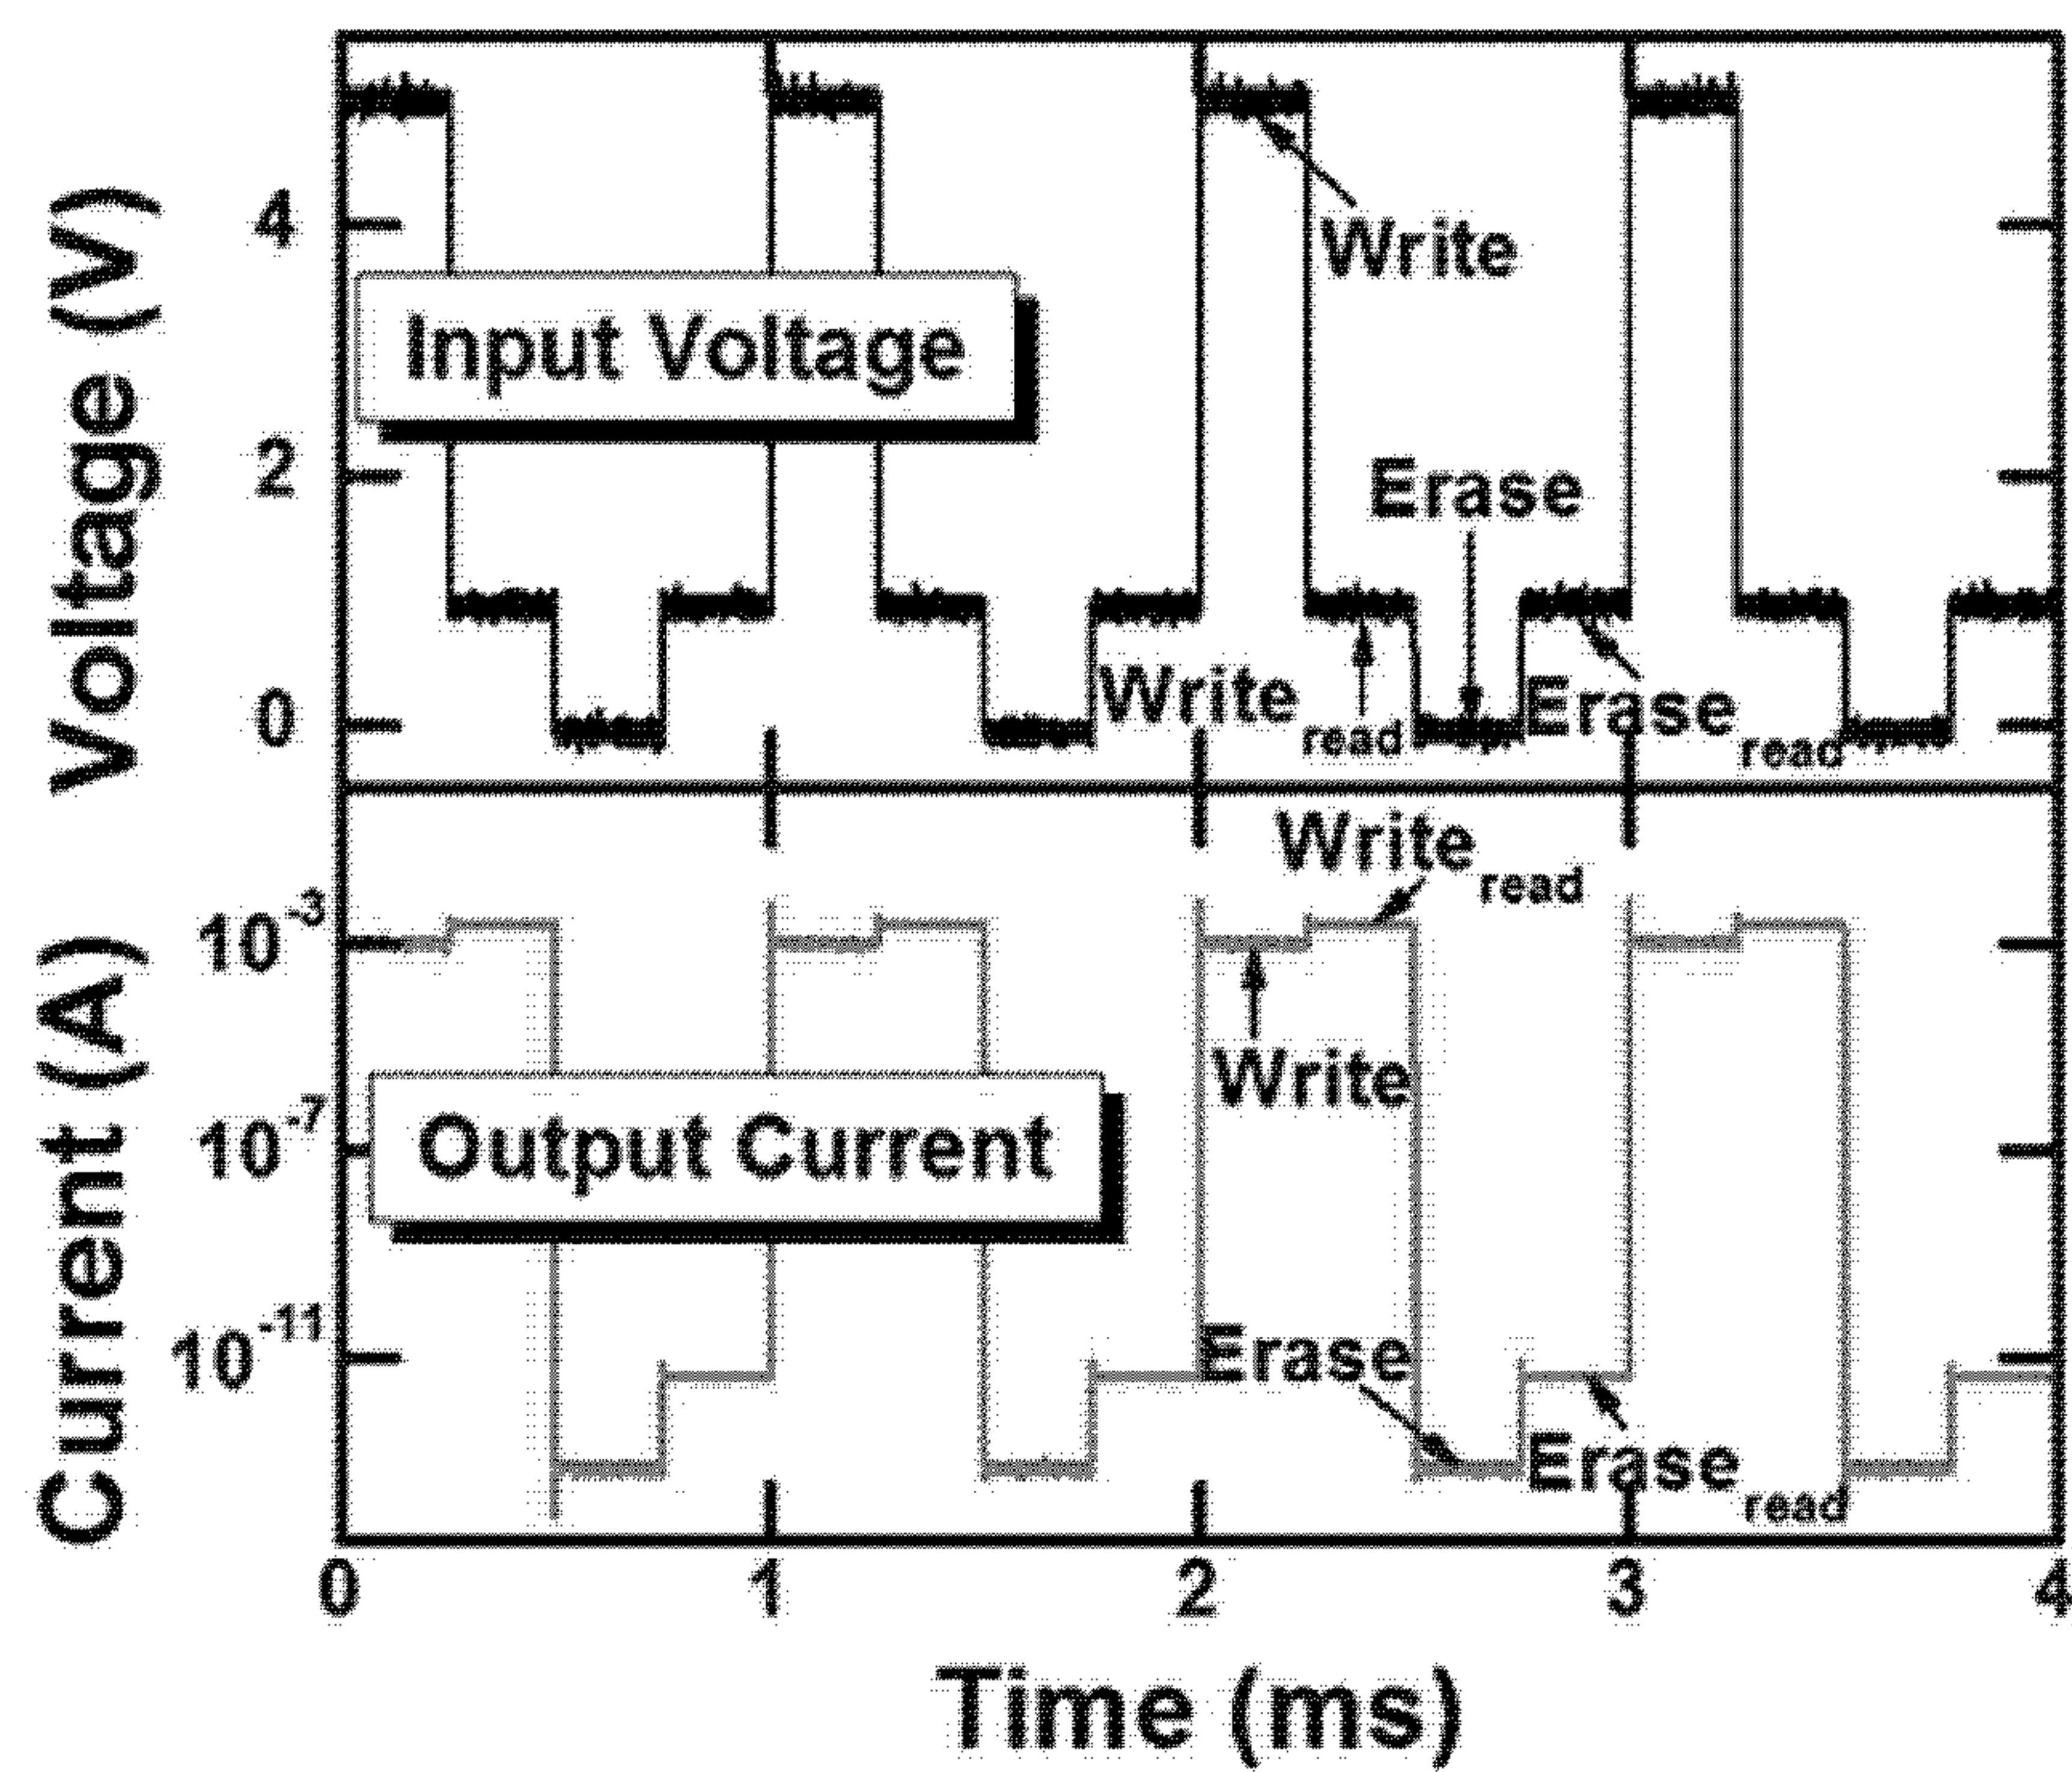 Voltage (V)
4
2
0
Input Voltage
Write
Erase
Write read
Erase read
Current (A)
10-3
10-7
10-11
Output Current
Write read
Write
Erase
Erase read
0 1 2 3 4
Time (ms)